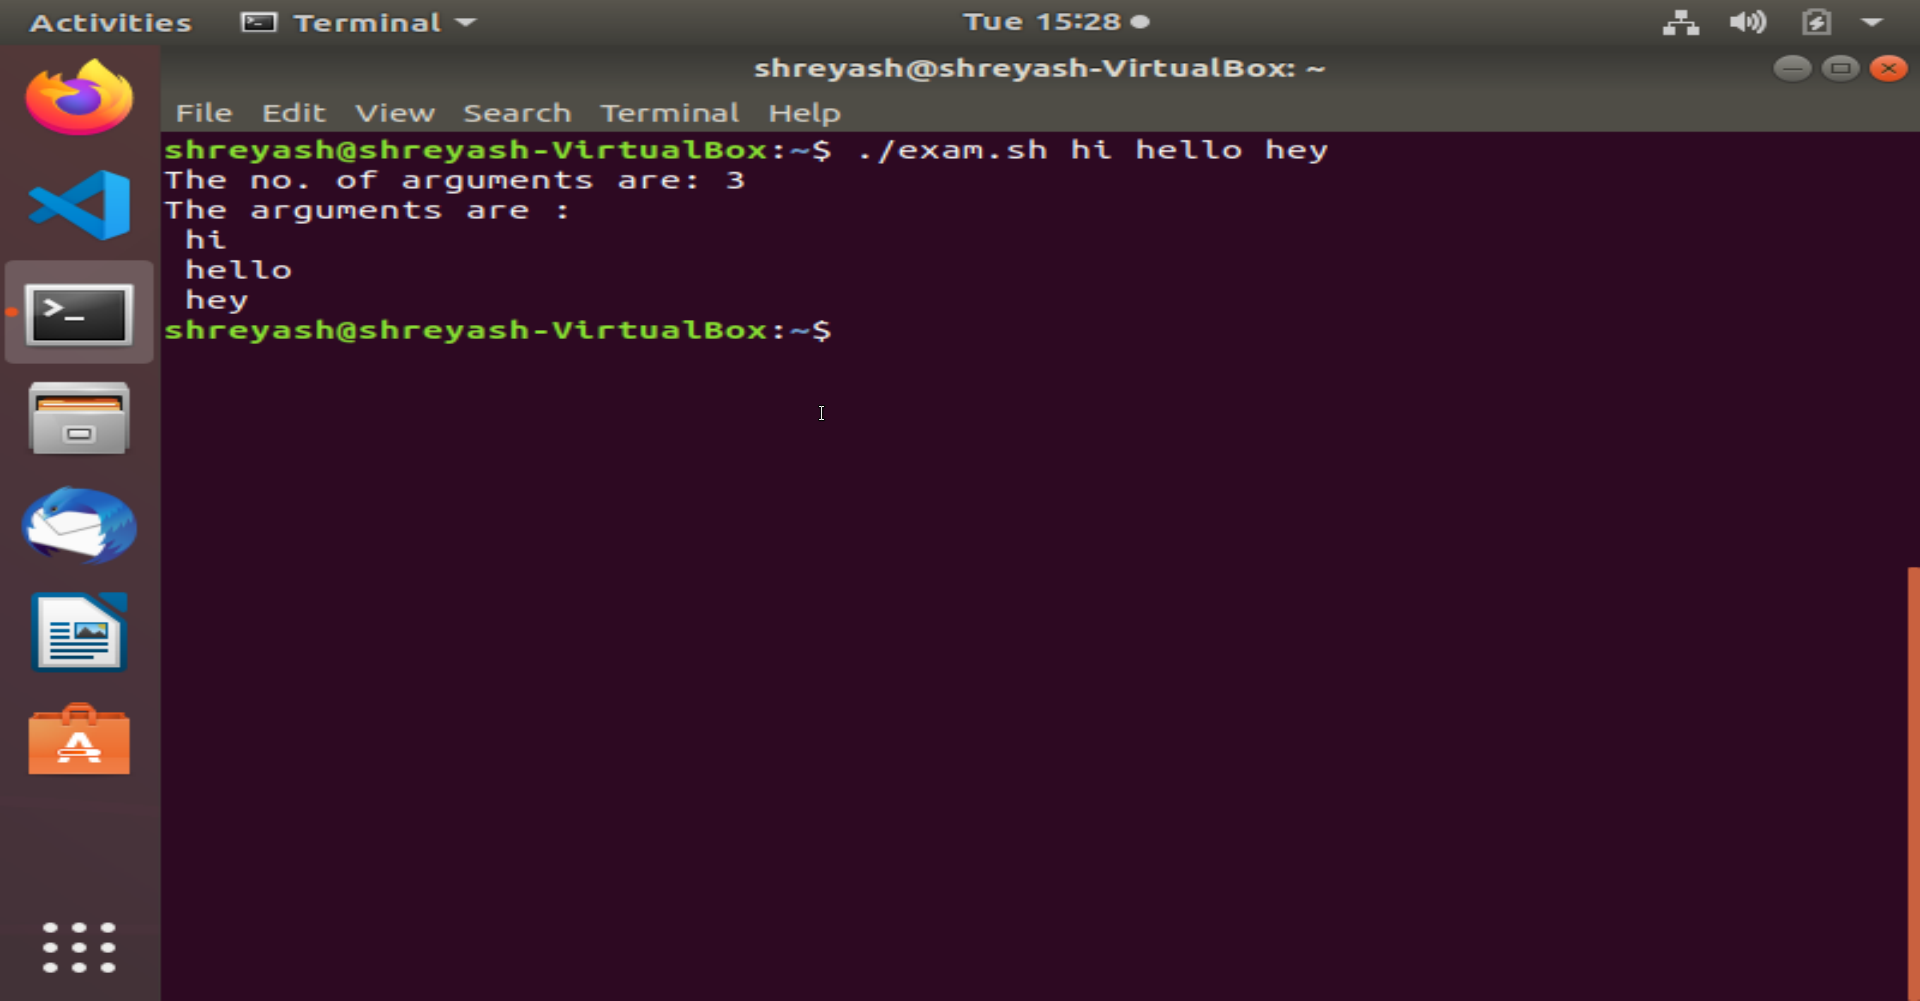 Activities Terminal Tue 15:28
shreyash@shreyash-VirtualBox: ~
File Edit View Search Terminal Help
shreyash@shreyash-VirtualBox:~$ ./exam.sh hi hello hey
The no. of arguments are: 3
The arguments are :
 hi
 hello
 hey
shreyash@shreyash-VirtualBox:~$